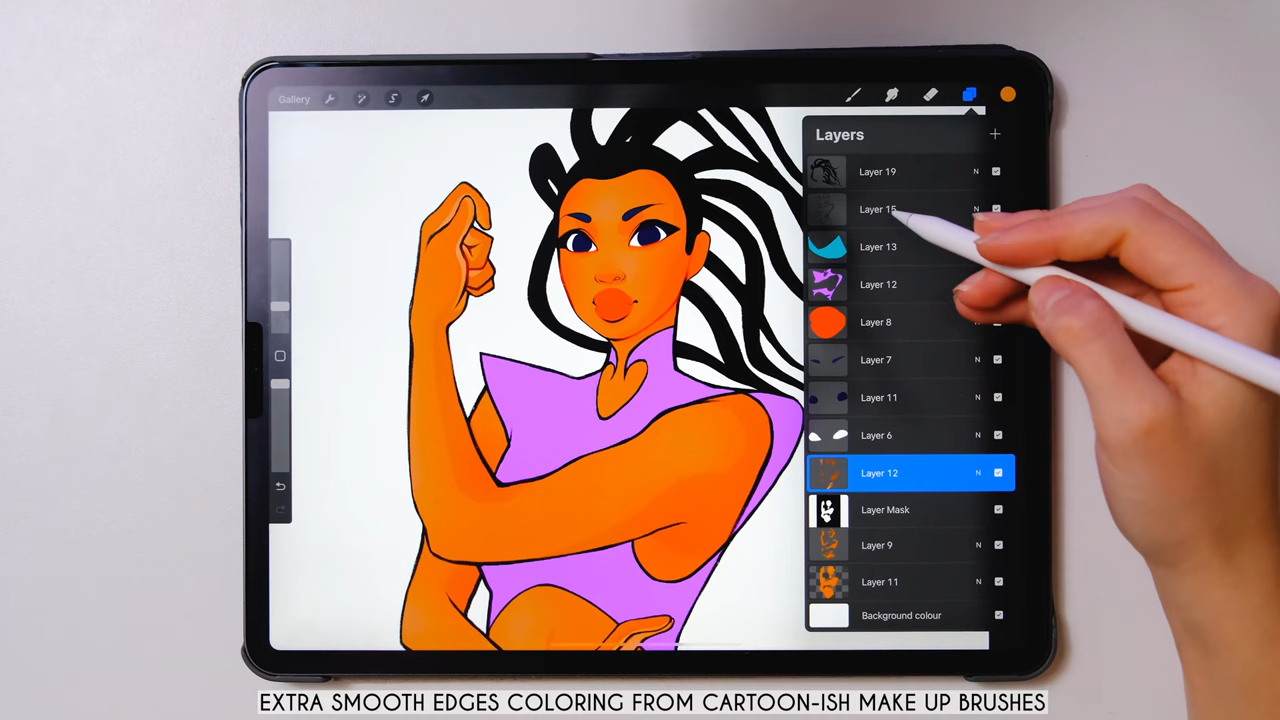 Gallery
Layers
Layer 19 N
Layer 15 N
Layer 13
Layer 12
Layer 8
Layer 7 N
Layer 11 N
Layer 6 N
Layer 12 N
Layer Mask
Layer 9 N
Layer 11 N
Background colour
EXTRA SMOOTH EDGES COLORING FROM CARTOON-ISH MAKE UP BRUSHES